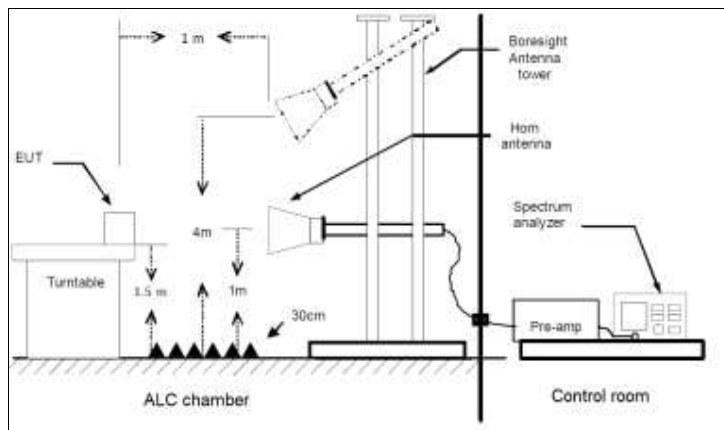 1 m
Boresight
Antenna
tower
EUT
Horn
antenna
Spectrum
analyzer
4m
Turntable
1.5 m
1m
30cm
Pre-amp
ALC chamber
Control room